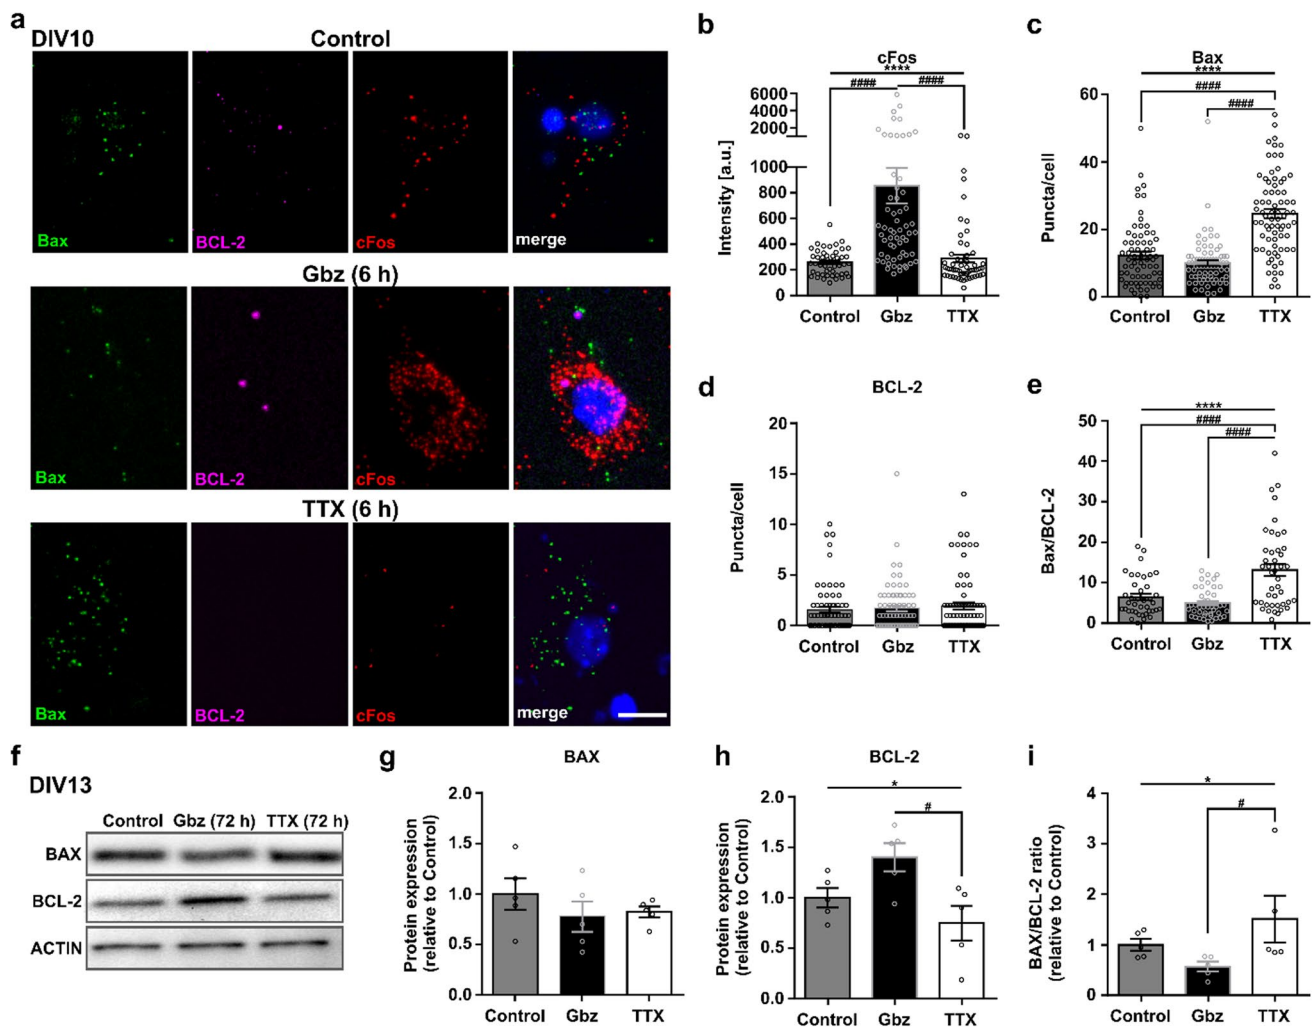 a
DIV10 Control
Bax BCL-2 cFos merge
Gbz (6 h)
Bax BCL-2 cFos
TTX (6 h)
Bax BCL-2 cFos merge
b
cFos
****
#### ####
Intensity [a.u.]
6000
4000
2000
1000
800
600
400
200
0
Control Gbz TTX
c
Bax
****
####
####
Puncta/cell
60
40
20
0
Control Gbz TTX
d
BCL-2
Puncta/cell
20
15
10
5
0
Control Gbz TTX
e
****
####
####
Bax/BCL-2
50
40
30
20
10
0
Control Gbz TTX
f
DIV13
Control Gbz (72 h) TTX (72 h)
BAX
BCL-2
ACTIN
g
BAX
Protein expression
(relative to Control)
2.0
1.5
1.0
0.5
0.0
Control Gbz TTX
h
BCL-2
*
#
Protein expression
(relative to Control)
2.0
1.5
1.0
0.5
0.0
Control Gbz TTX
i
*
#
BAX/BCL-2 ratio
(relative to Control)
4
3
2
1
0
Control Gbz TTX